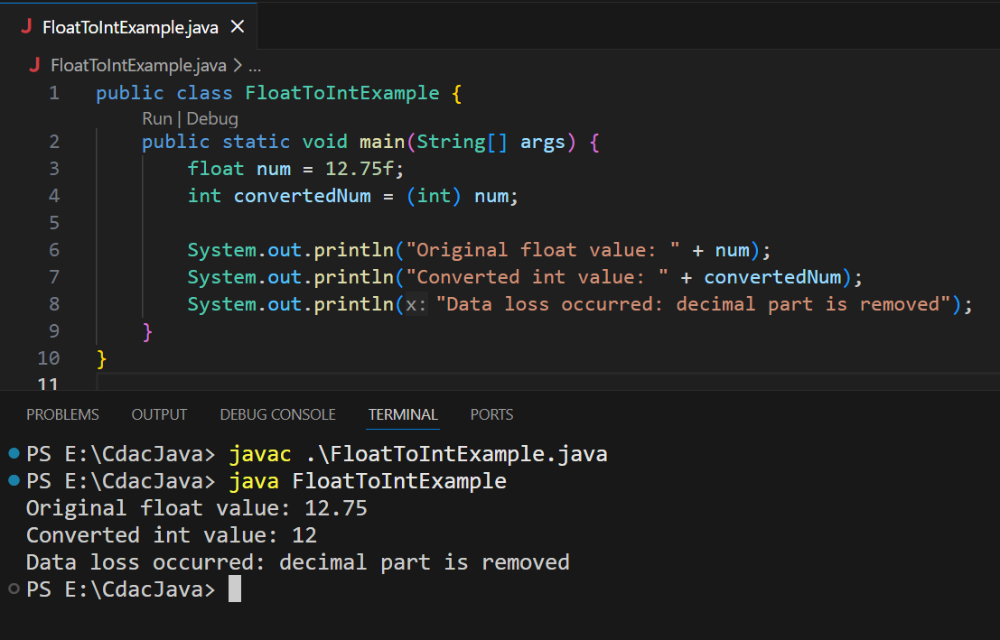 J FloatToIntExample.java ×
J FloatToIntExample.java > ...
1 public class FloatToIntExample {
Run | Debug
2 public static void main(String[] args) {
3 float num = 12.75f;
4 int convertedNum = (int) num;
5
6 System.out.println("Original float value: " + num);
7 System.out.println("Converted int value: " + convertedNum);
8 System.out.println(x: "Data loss occurred: decimal part is removed");
9 }
10 }
11
PROBLEMS OUTPUT DEBUG CONSOLE TERMINAL PORTS
PS E:\CdacJava> javac .\FloatToIntExample.java
PS E:\CdacJava> java FloatToIntExample
Original float value: 12.75
Converted int value: 12
Data loss occurred: decimal part is removed
PS E:\CdacJava>